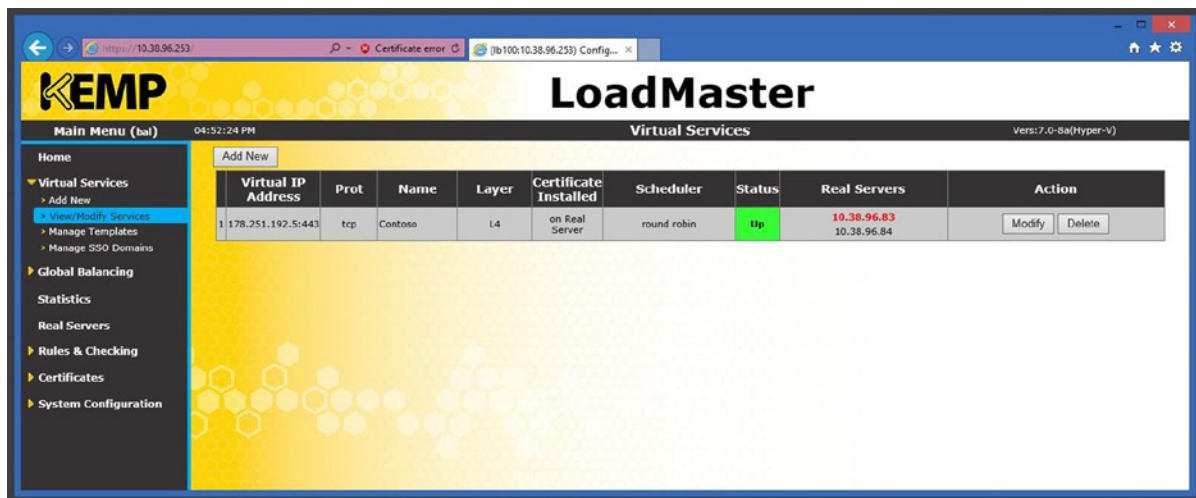 https://10.38.96.253/
Certificate error
(lb100:10.38.96.253) Config...
KEMP
LoadMaster
Main Menu (bal)
04:52:24 PM
Virtual Services
Vers:7.0-8a(Hyper-V)
Home
Virtual Services
Add New
View/Modify Services
Manage Templates
Manage SSO Domains
Global Balancing
Statistics
Real Servers
Rules & Checking
Certificates
System Configuration
Add New
Virtual IP Address Prot Name Layer Certificate Installed Scheduler Status Real Servers Action
1 178.251.192.5:443 tcp Contoso L4 on Real Server round robin Up 10.38.96.83 10.38.96.84 Modify Delete